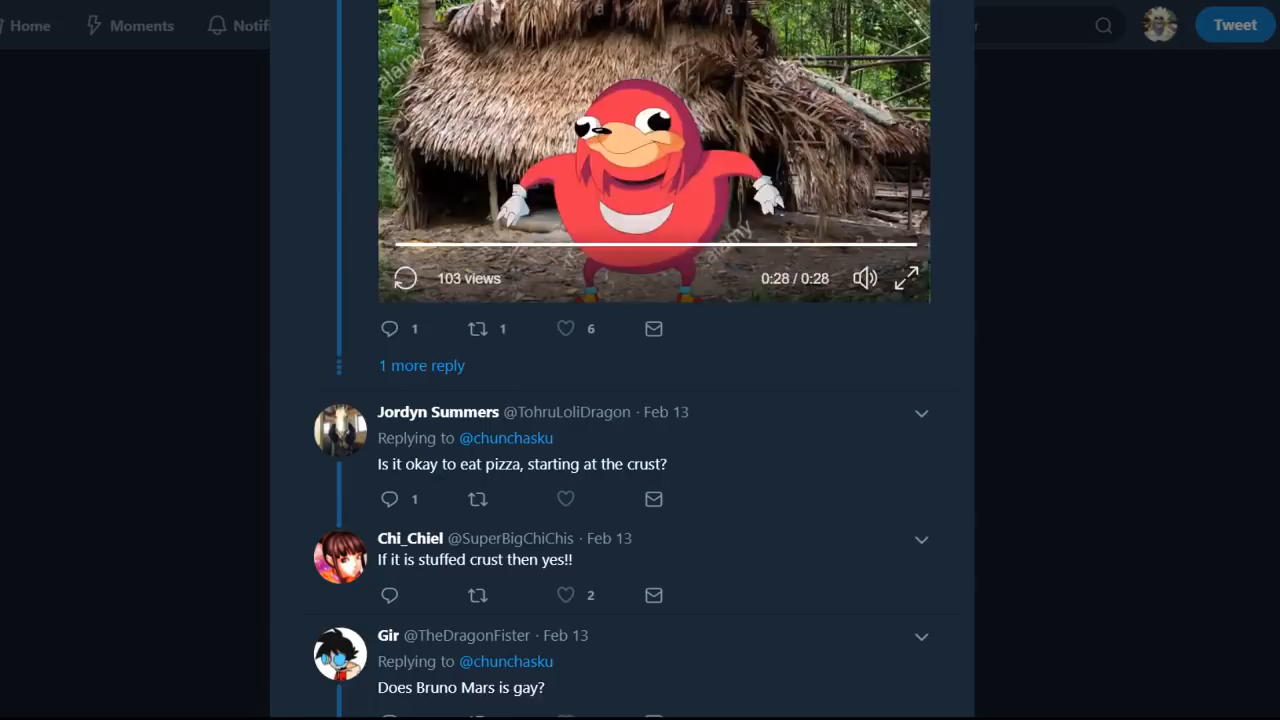 Home
Moments
Notif
Tweet
a
a
alamy
alamy
alamy
103 views
0:28 / 0:28
1
1
6
1 more reply
Jordyn Summers @TohruLoliDragon · Feb 13
Replying to @chunchasku
Is it okay to eat pizza, starting at the crust?
1
Chi_Chiel @SuperBigChiChis · Feb 13
If it is stuffed crust then yes!!
2
Gir @TheDragonFister · Feb 13
Replying to @chunchasku
Does Bruno Mars is gay?